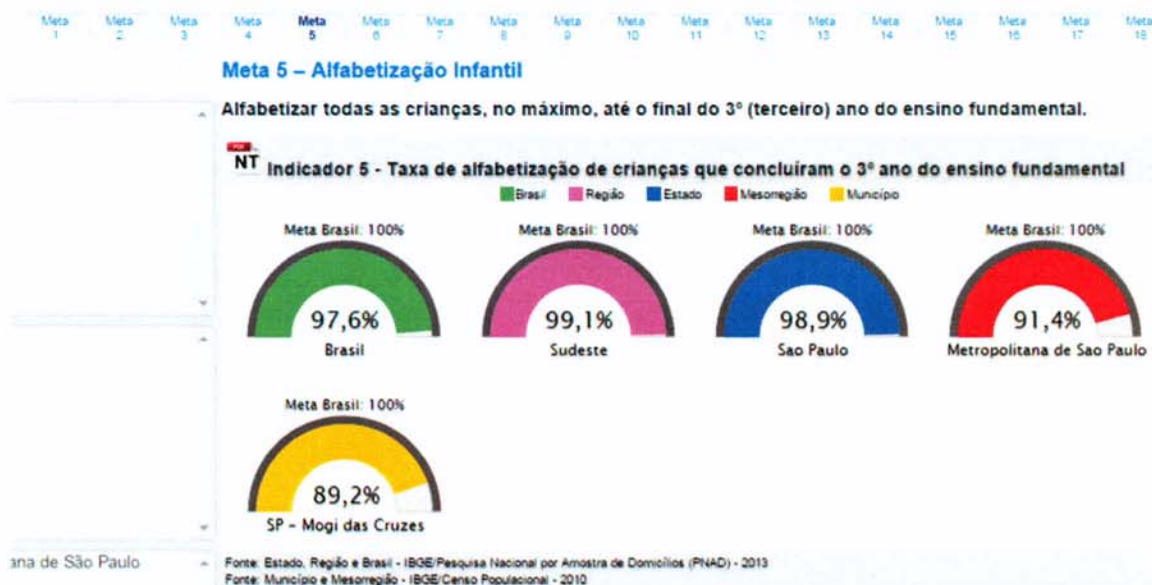 Meta Meta Meta Meta Meta Meta Meta Meta Meta Meta Meta Meta Meta Meta Meta Meta Meta Meta
1 2 3 4 5 6 7 8 9 10 11 12 13 14 15 16 17 18
Meta 5 – Alfabetização Infantil
Alfabetizar todas as crianças, no máximo, até o final do 3º (terceiro) ano do ensino fundamental.
PDF
NT Indicador 5 - Taxa de alfabetização de crianças que concluíram o 3º ano do ensino fundamental
Brasil Região Estado Mesorregião Município
Meta Brasil: 100% Meta Brasil: 100% Meta Brasil: 100% Meta Brasil: 100%
97,6% 99,1% 98,9% 91,4%
Brasil Sudeste Sao Paulo Metropolitana de Sao Paulo
Meta Brasil: 100%
89,2%
SP – Mogi das Cruzes
ana de São Paulo
Fonte: Estado, Região e Brasil - IBGE/Pesquisa Nacional por Amostra de Domicílios (PNAD) - 2013
Fonte: Município e Mesorregião - IBGE/Censo Populacional - 2010